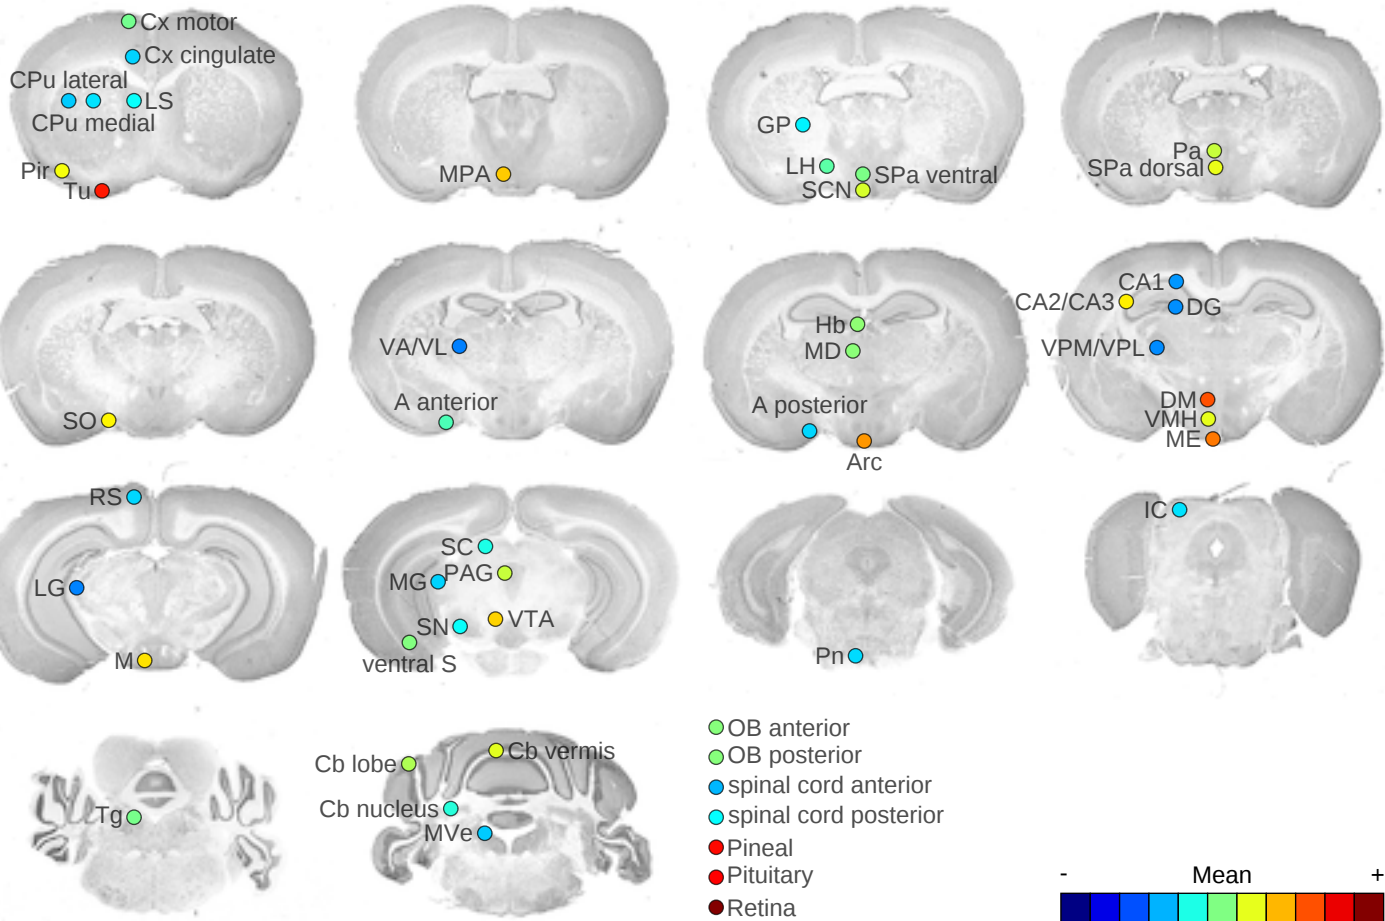 Cx motor
Cx cingulate
CPu lateral
LS
CPu medial
Pir
Tu
MPA
GP
LH
SPa ventral
SCN
Pa
SPa dorsal
SO
VA/VL
A anterior
Hb
MD
A posterior
Arc
CA1
CA2/CA3
DG
VPM/VPL
DM
VMH
ME
RS
LG
M
SC
MG
PAG
SN
VTA
ventral S
Pn
IC
Tg
Cb lobe
Cb vermis
Cb nucleus
MVe
OB anterior
OB posterior
spinal cord anterior
spinal cord posterior
Pineal
Pituitary
Retina
- Mean +